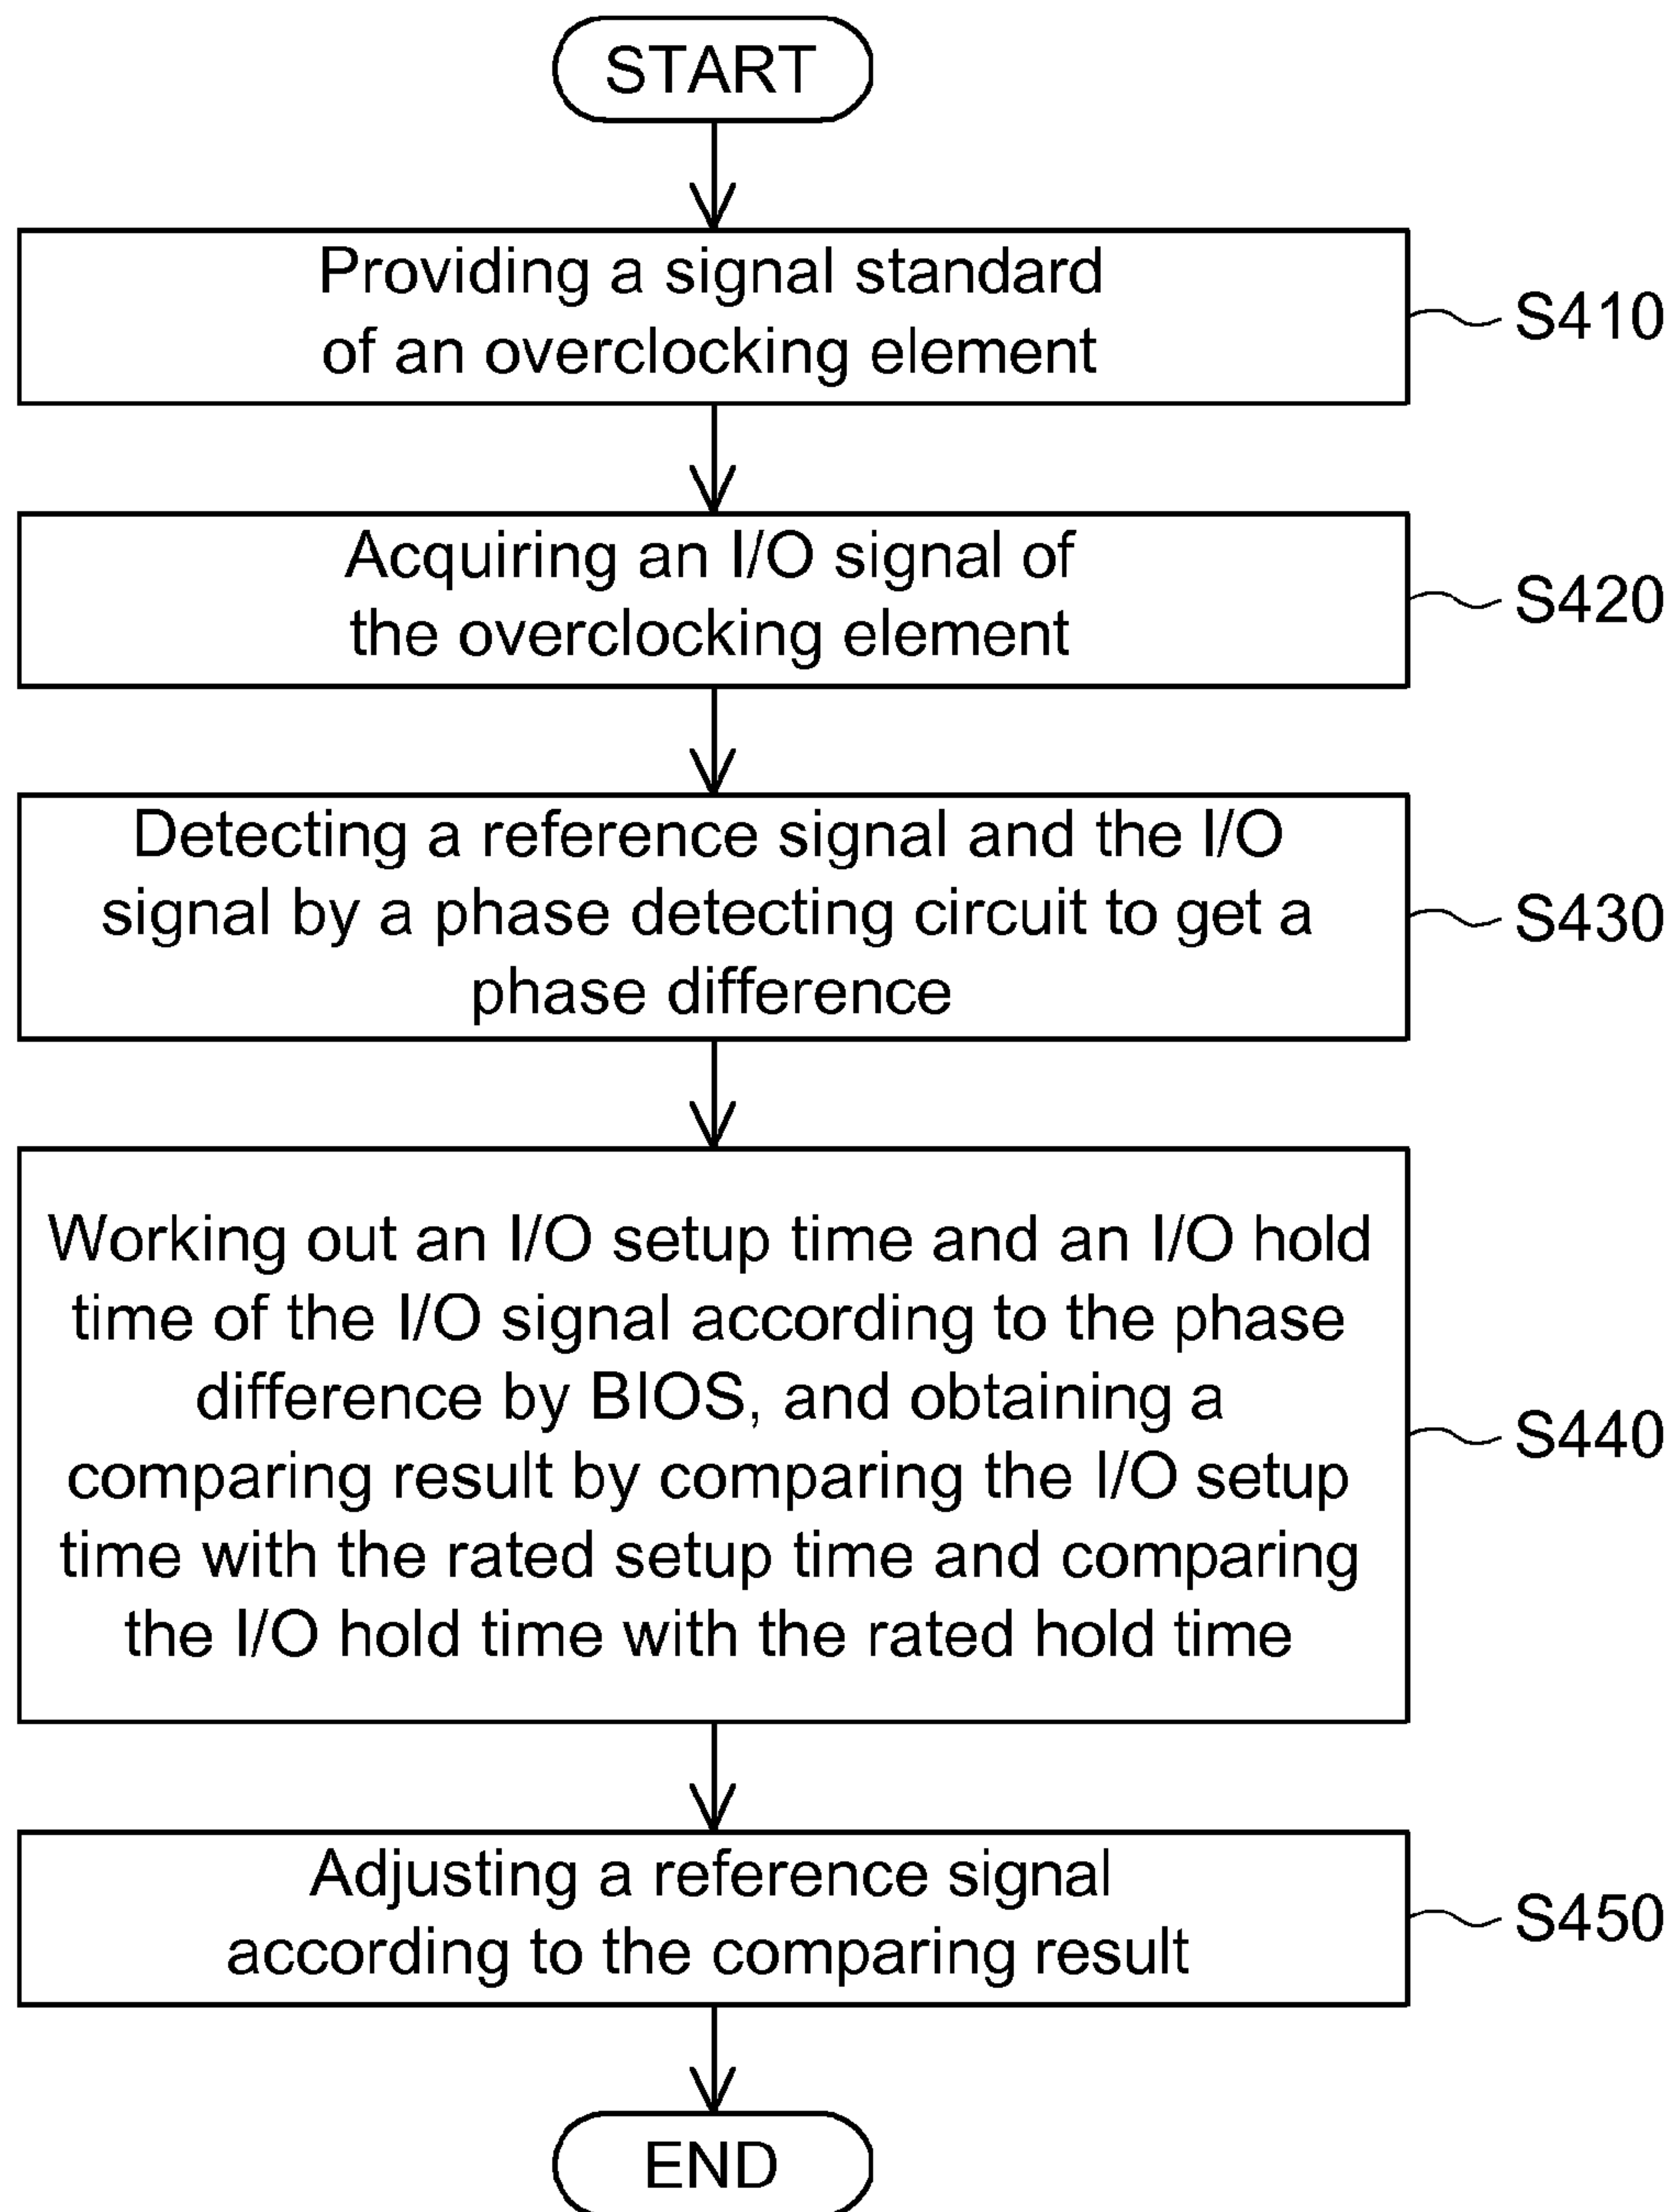 START
Providing a signal standard
of an overclocking element
S410
Acquiring an I/O signal of
the overclocking element
S420
Detecting a reference signal and the I/O
signal by a phase detecting circuit to get a
phase difference
S430
Working out an I/O setup time and an I/O hold
time of the I/O signal according to the phase
difference by BIOS, and obtaining a
comparing result by comparing the I/O setup
time with the rated setup time and comparing
the I/O hold time with the rated hold time
S440
Adjusting a reference signal
according to the comparing result
S450
END